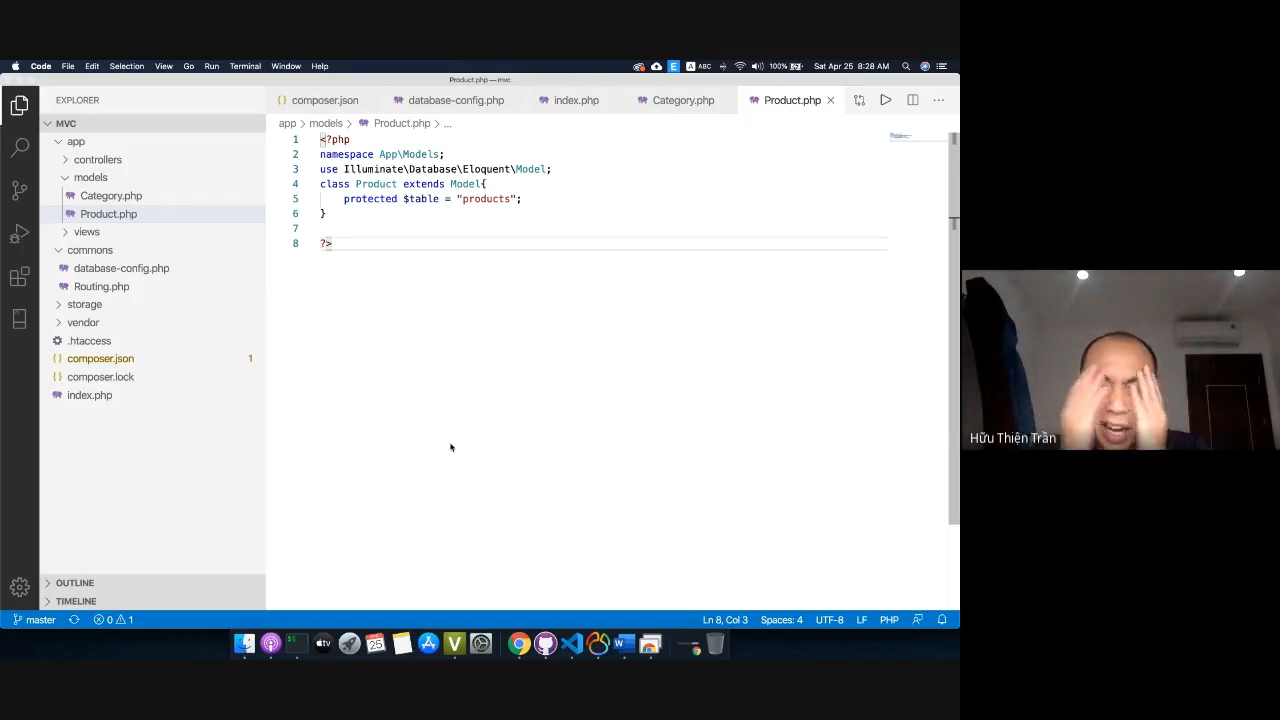 Code File Edit Selection View Go Run Terminal Window Help
A ABC 100% Sat Apr 25 8:28 AM
Product.php — mvc
EXPLORER
composer.json database-config.php index.php Category.php Product.php
MVC
app
controllers
models
Category.php
Product.php
views
commons
database-config.php
Routing.php
storage
vendor
.htaccess
composer.json 1
composer.lock
index.php
OUTLINE
TIMELINE
app > models > Product.php > ...
1 <?php
2 namespace App\Models;
3 use Illuminate\Database\Eloquent\Model;
4 class Product extends Model{
5 protected $table = "products";
6 }
7
8 ?>
master 0 1 Ln 8, Col 3 Spaces: 4 UTF-8 LF PHP
25
Hữu Thiện Trần